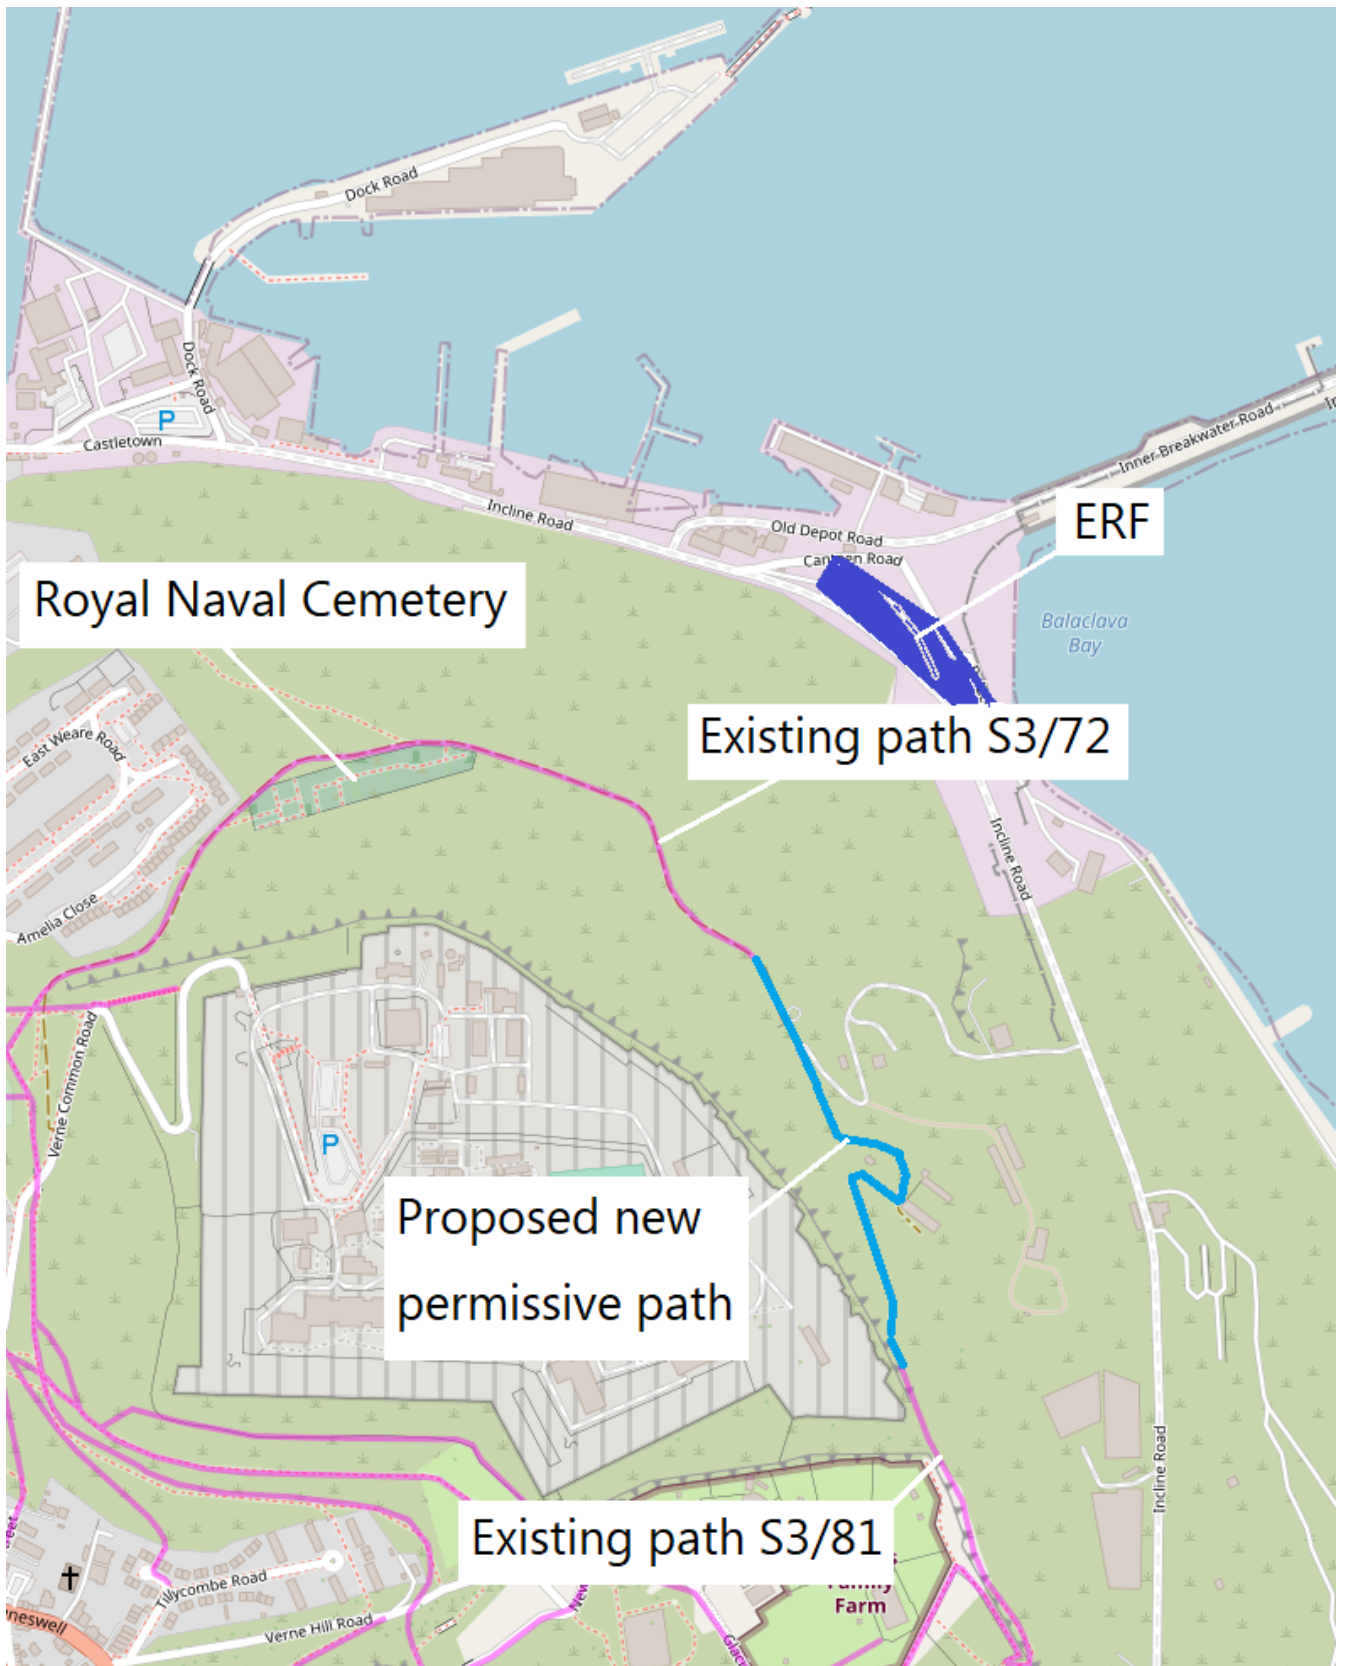 Dock Road
Dock Road
P
Castletown
Inner Breakwater Road
Incline Road
ERF
Old Depot Road
Royal Naval Cemetery
Balaclava
Bay
Existing path S3/72
East Weare Road
Incline Road
Amelia Close
Verne Common Road
P
Proposed new
permissive path
Incline Road
Existing path S3/81
Tillycombe Road
Family
Farm
Verne Hill Road